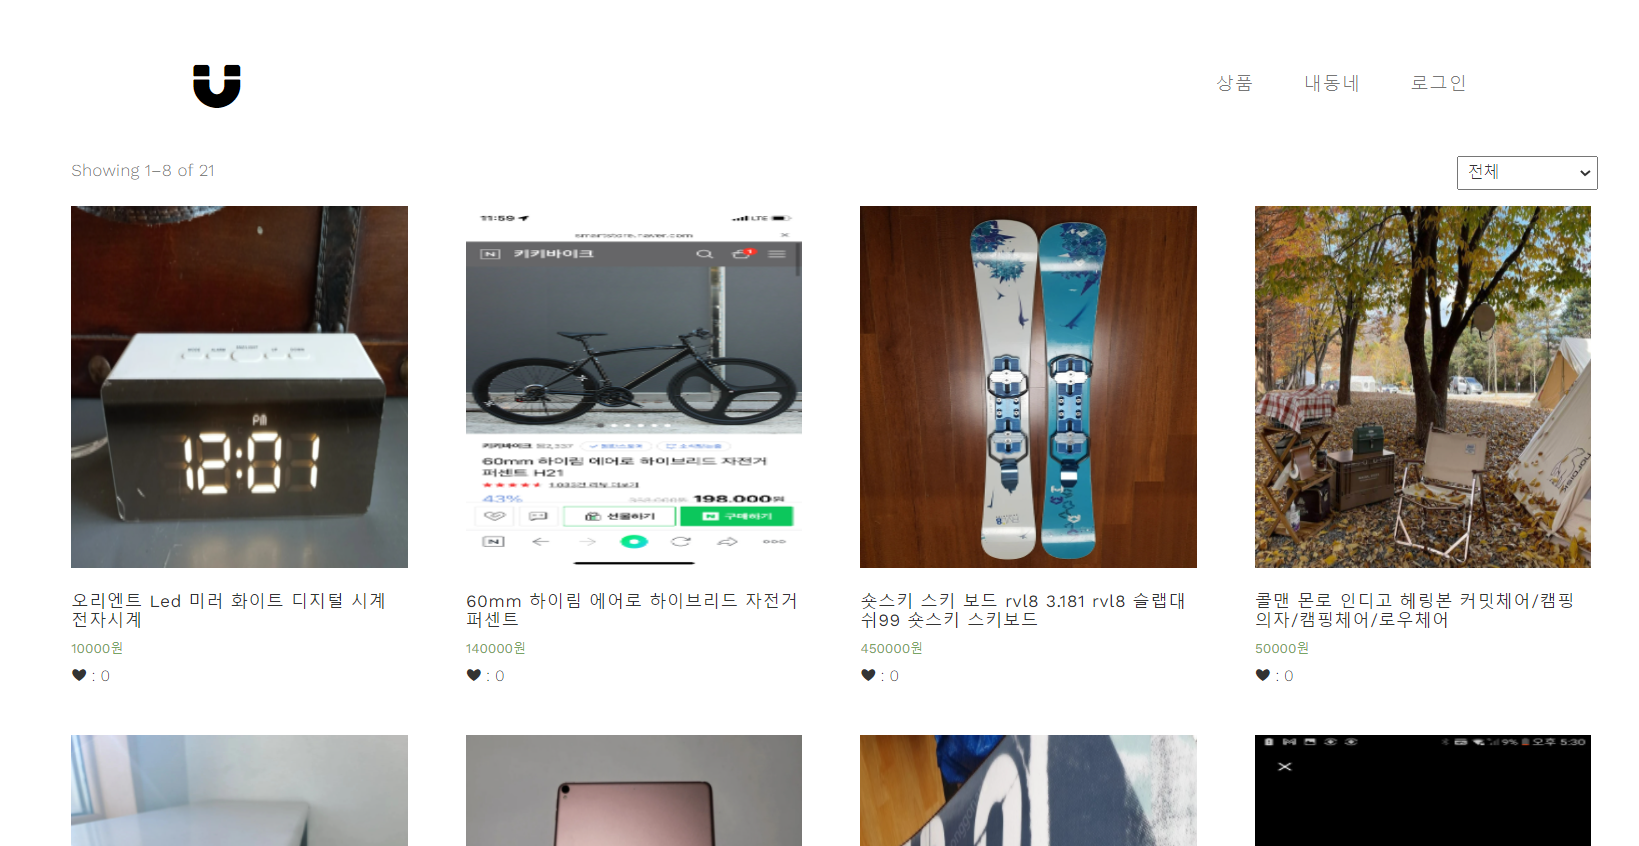 상품 내동네 로그인
Showing 1–8 of 21
전체
PM
12:01
11:59 LTE
smartstore.naver.com
N 키키바이크 1
키키바이크
60mm 하이림 에어로 하이브리드 자전거
퍼센트 H21
43% 198,000원
선물하기 N 구매하기
N
오리엔트 Led 미러 화이트 디지털 시계
전자시계
10000원
: 0
60mm 하이림 에어로 하이브리드 자전거
퍼센트
140000원
: 0
숏스키 스키 보드 rvl8 3.181 rvl8 슬랩대
쉬99 숏스키 스키보드
450000원
: 0
콜맨 몬로 인디고 헤링본 커밋체어/캠핑
의자/캠핑체어/로우체어
50000원
: 0
9% 오후 5:30